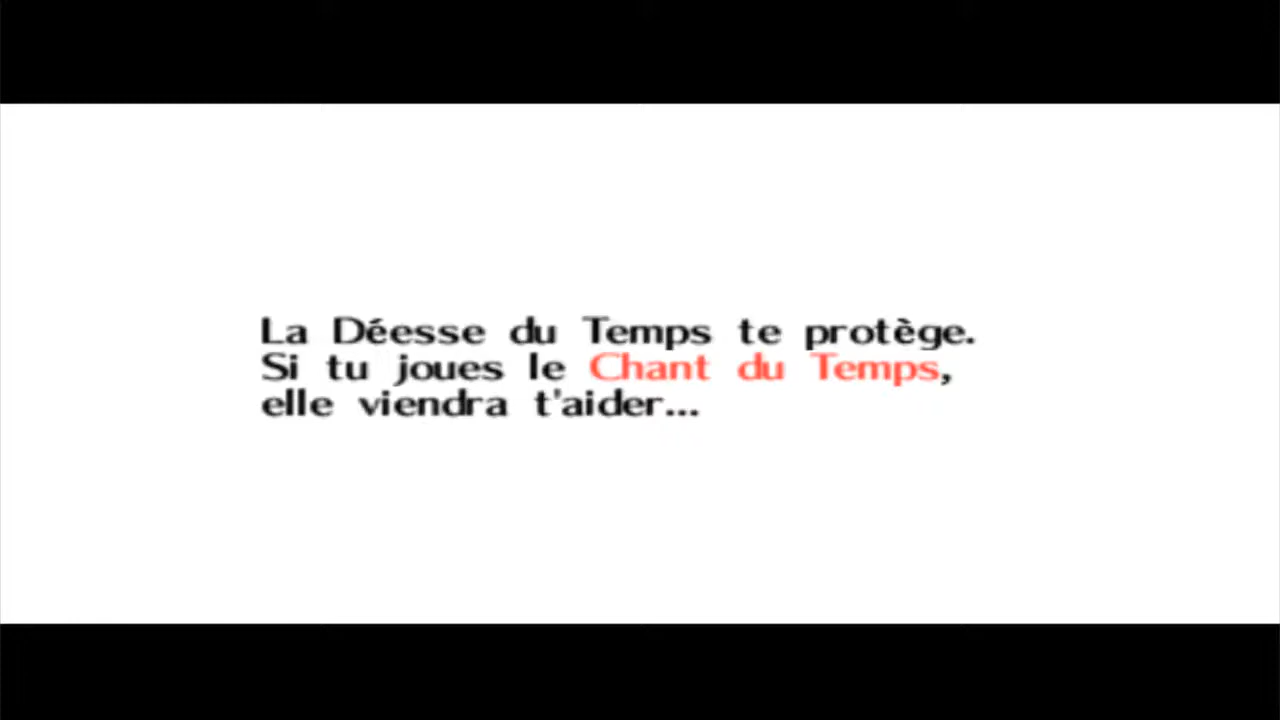 La Déesse du Temps te protège.
Si tu joues le Chant du Temps,
elle viendra t'aider...